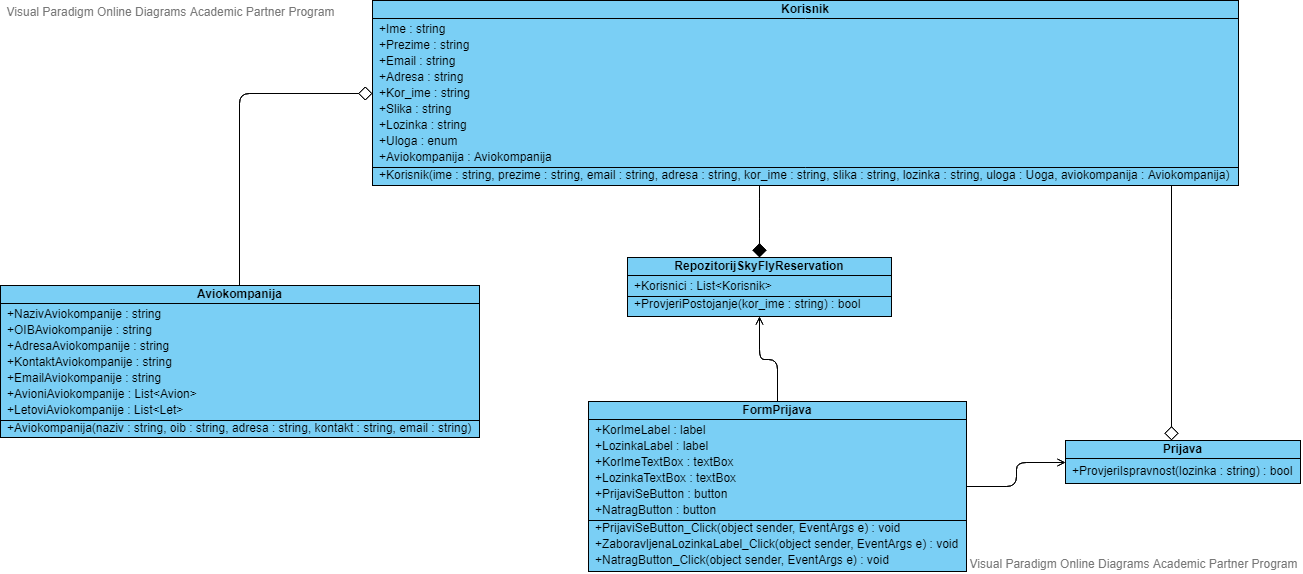 Visual Paradigm Online Diagrams Academic Partner Program
Korisnik
+Ime : string
+Prezime : string
+Email : string
+Adresa : string
+Kor_ime : string
+Slika : string
+Lozinka : string
+Uloga : enum
+Aviokompanija : Aviokompanija
+Korisnik(ime : string, prezime : string, email : string, adresa : string, kor_ime : string, slika : string, lozinka : string, uloga : Uoga, aviokompanija : Aviokompanija)
RepozitorijSkyFlyReservation
+Korisnici : List<Korisnik>
+ProvjeriPostojanje(kor_ime : string) : bool
Aviokompanija
+NazivAviokompanije : string
+OIBAviokompanije : string
+AdresaAviokompanije : string
+KontaktAviokompanije : string
+EmailAviokompanije : string
+AvioniAviokompanije : List<Avion>
+LetoviAviokompanije : List<Let>
+Aviokompanija(naziv : string, oib : string, adresa : string, kontakt : string, email : string)
FormPrijava
+KorImeLabel : label
+LozinkaLabel : label
+KorImeTextBox : textBox
+LozinkaTextBox : textBox
+PrijaviSeButton : button
+NatragButton : button
+PrijaviSeButton_Click(object sender, EventArgs e) : void
+ZaboravljenaLozinkaLabel_Click(object sender, EventArgs e) : void
+NatragButton_Click(object sender, EventArgs e) : void
Prijava
+ProvjeriIspravnost(lozinka : string) : bool
Visual Paradigm Online Diagrams Academic Partner Program